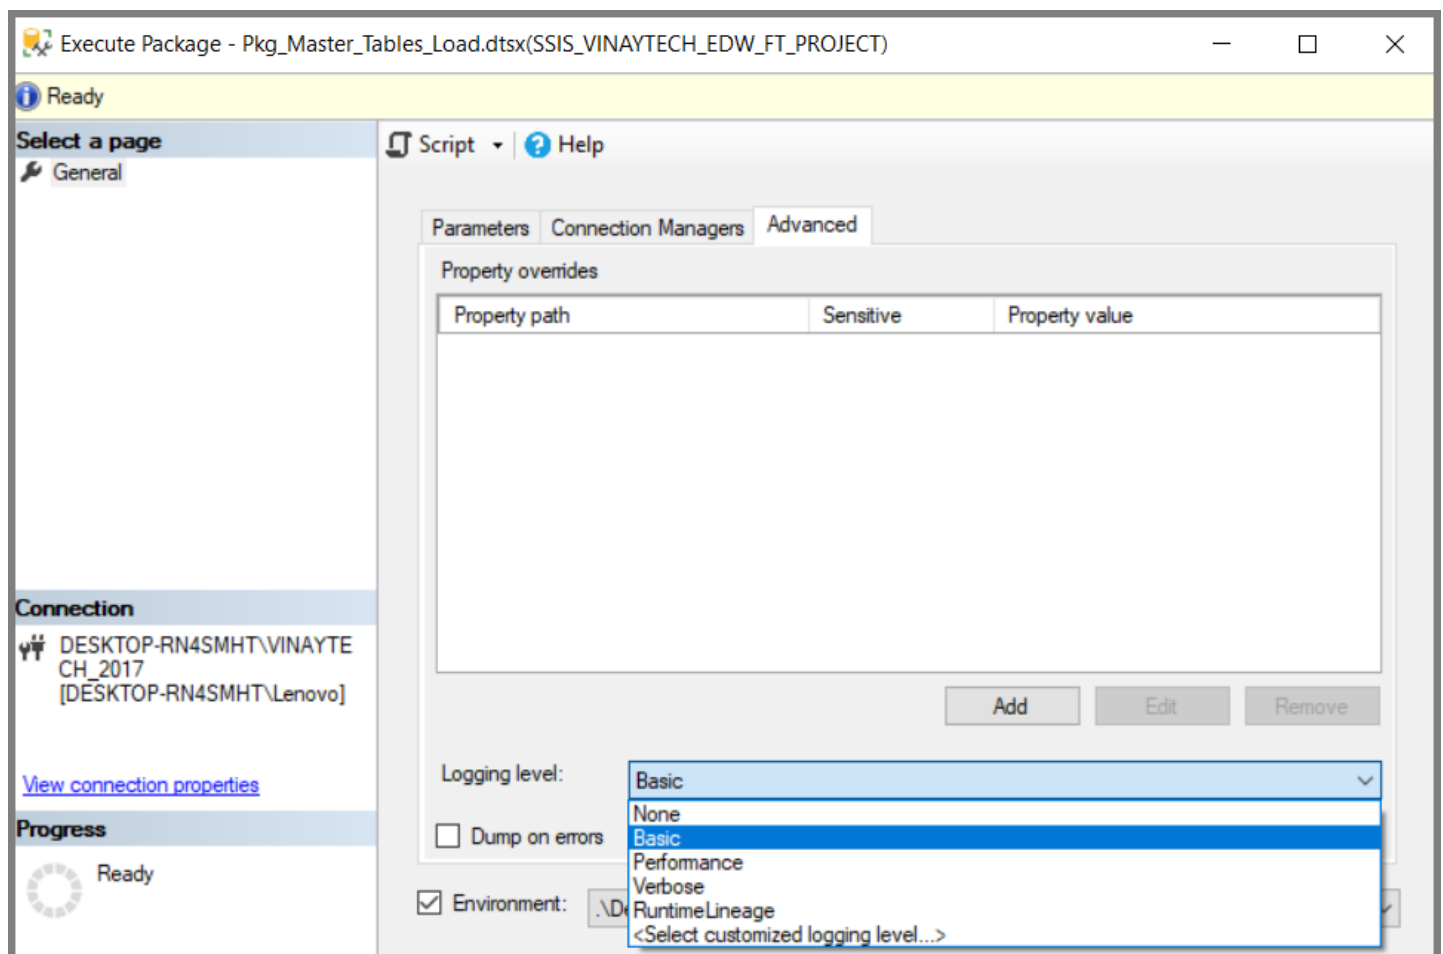 Execute Package - Pkg_Master_Tables_Load.dtsx(SSIS_VINAYTECH_EDW_FT_PROJECT)
Ready
Select a page
General
Script
Help
Parameters
Connection Managers
Advanced
Property overrides
Property path
Sensitive
Property value
Connection
DESKTOP-RN4SMHT\VINAYTE
CH_2017
[DESKTOP-RN4SMHT\Lenovo]
View connection properties
Progress
Ready
Add
Edit
Remove
Logging level:
Basic
None
Basic
Performance
Verbose
RuntimeLineage
<Select customized logging level...>
Dump on errors
Environment: